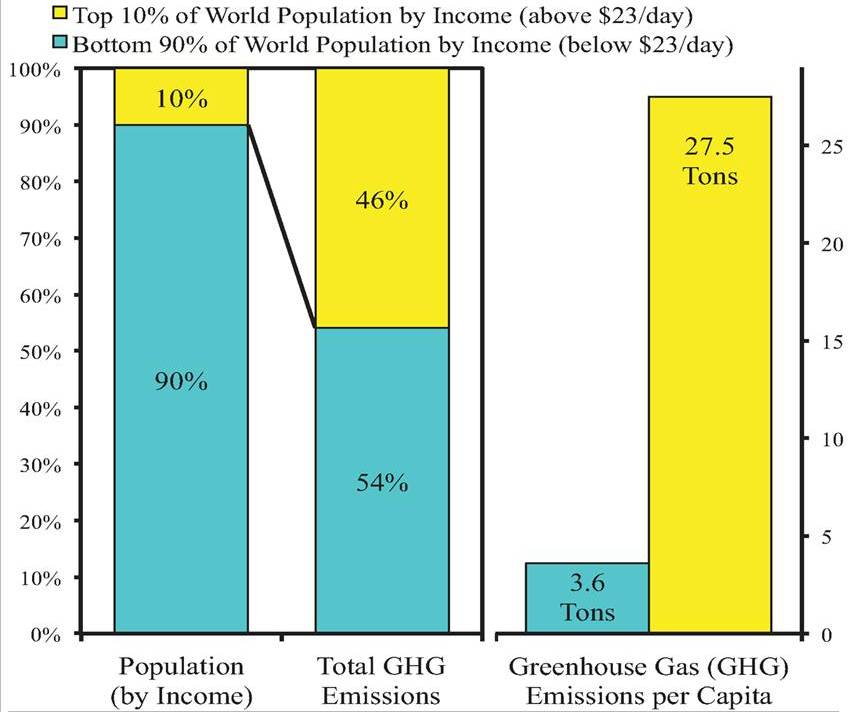 Top 10% of World Population by Income (above $23/day)
Bottom 90% of World Population by Income (below $23/day)
100%
90%
80%
70%
60%
50%
40%
30%
20%
10%
0%
10%
90%
46%
54%
Population
(by Income)
Total GHG
Emissions
27.5
Tons
3.6
Tons
25
20
15
10
5
0
Greenhouse Gas (GHG)
Emissions per Capita